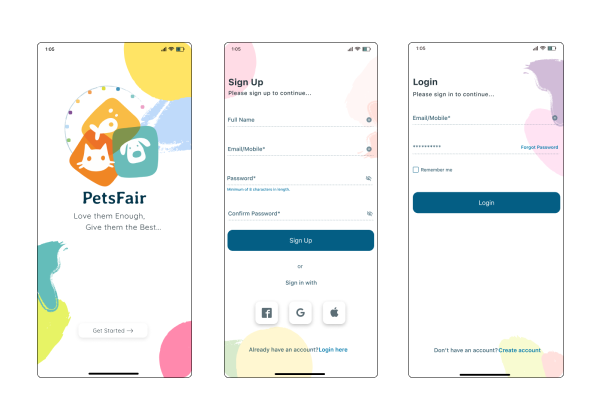 1:05
PetsFair
Love them Enough,
Give them the Best...
Get Started →
1:05
Sign Up
Please sign up to continue...
Full Name
Email/Mobile*
Password*
Minimum of 8 characters in length.
Confirm Password*
Sign Up
or
Sign in with
G
Already have an account?Login here
1:05
Login
Please sign in to continue...
Email/Mobile*
**********
Forgot Password
Remember me
Login
Don't have an account?Create account